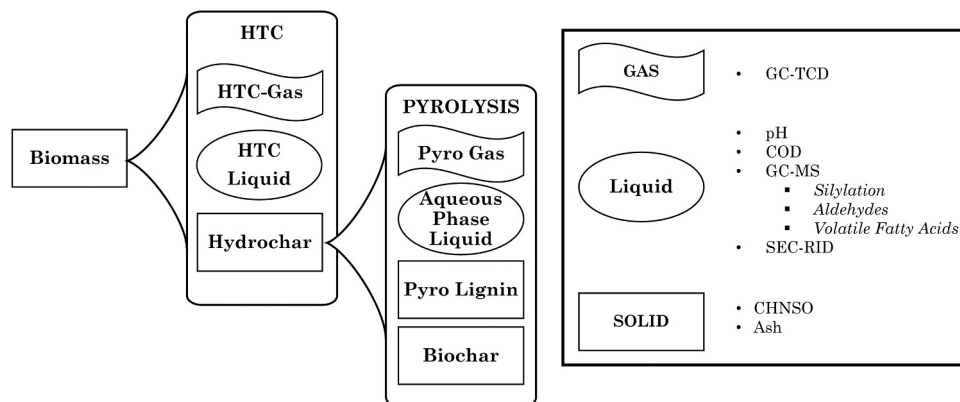 HTC
HTC-Gas
HTC
Liquid
Hydrochar
Biomass
PYROLYSIS
Pyro Gas
Aqueous
Phase
Liquid
Pyro Lignin
Biochar
GAS
• GC-TCD
Liquid
• pH
• COD
• GC-MS
▪ Silylation
▪ Aldehydes
▪ Volatile Fatty Acids
• SEC-RID
SOLID
• CHNSO
• Ash